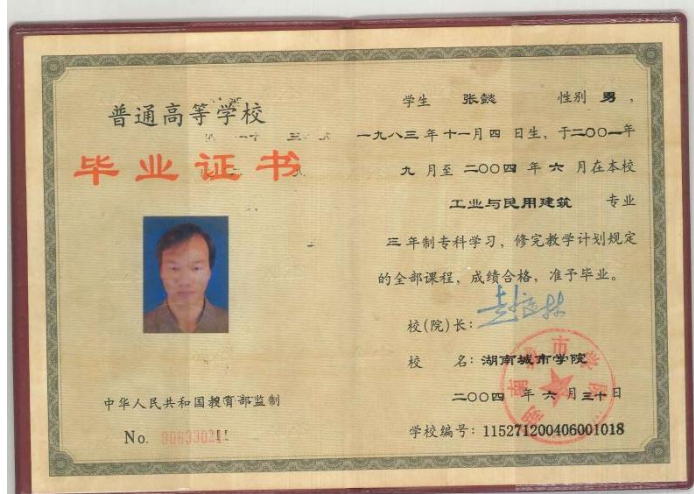 普通高等学校
毕业证书
中华人民共和国教育部监制
No.
学生 张懿 性别 男，
一九八三年十一月四日生，于二〇〇一年
九月至二〇〇四年六月在本校
工业与民用建筑 专业
三年制专科学习，修完教学计划规定
的全部课程，成绩合格，准予毕业。
校(院)长：
校 名：湖南城市学院
二〇〇四年六月三十日
学校编号：115271200406001018